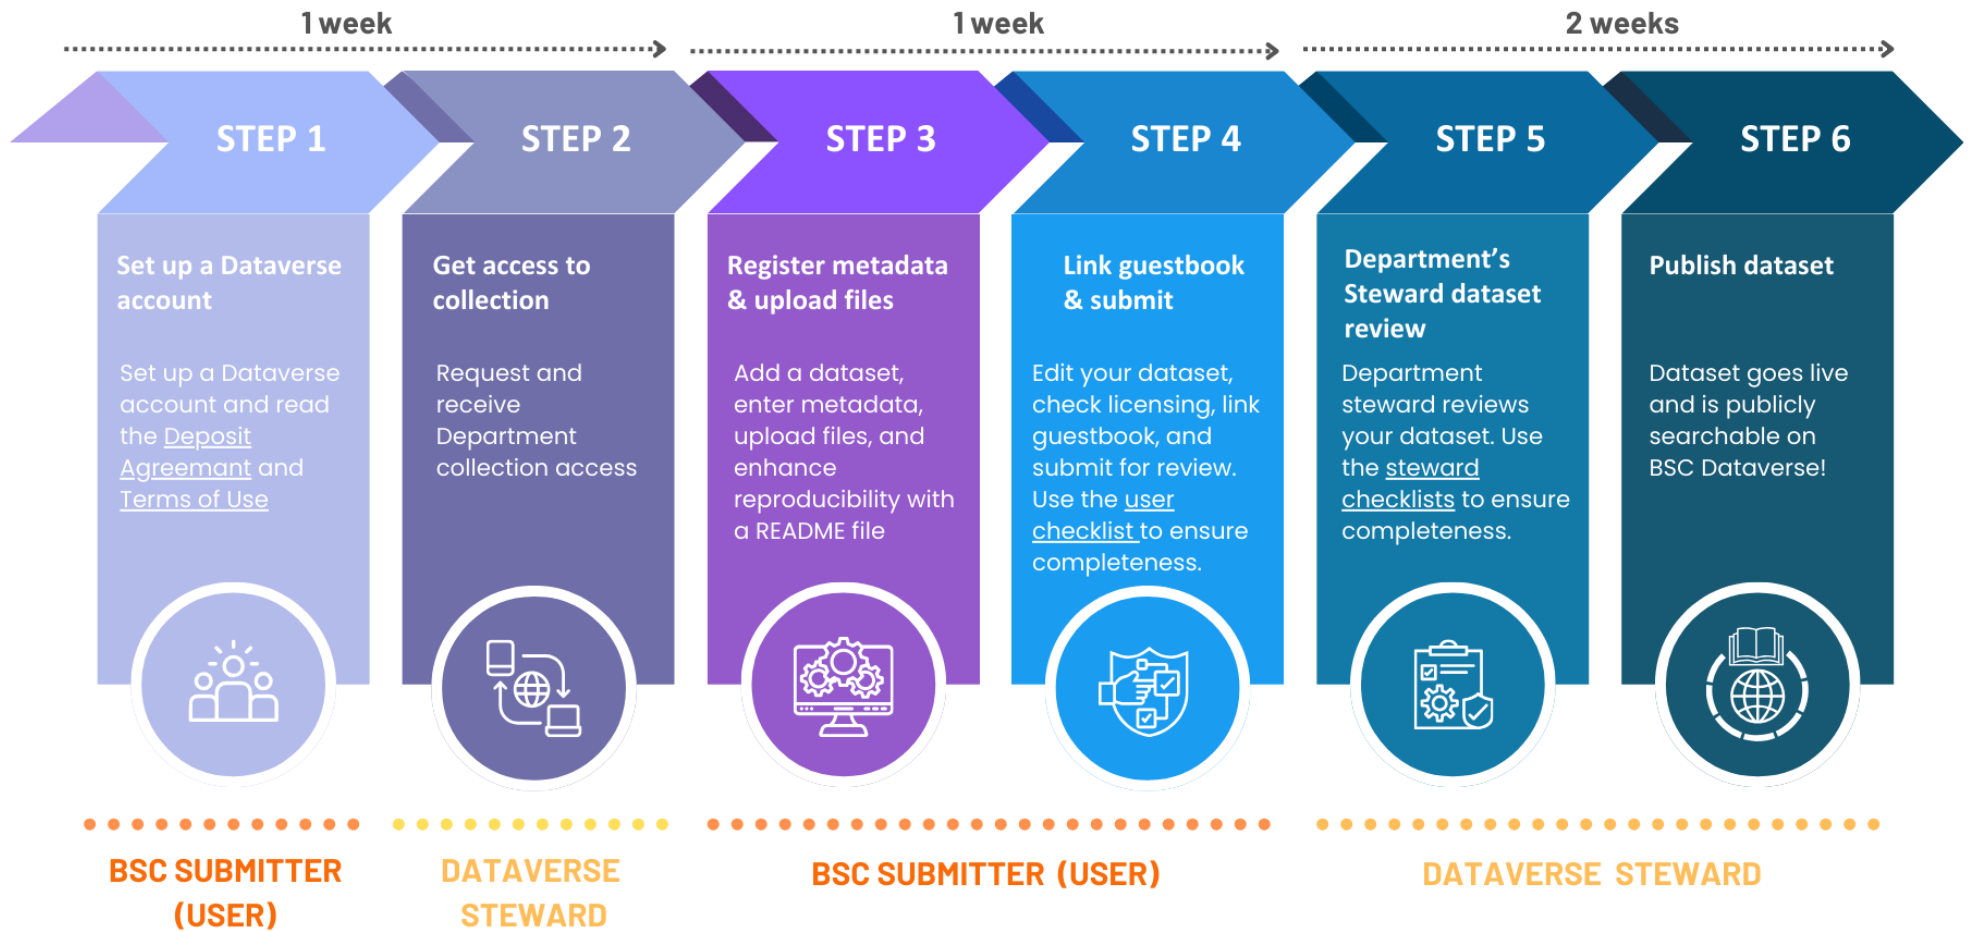 1 week
1 week
2 weeks
STEP 1
STEP 2
STEP 3
STEP 4
STEP 5
STEP 6
Set up a Dataverse
account
Set up a Dataverse
account and read
the Deposit
Agreemant and
Terms of Use
Get access to
collection
Request and
receive
Department
collection access
Register metadata
& upload files
Add a dataset,
enter metadata,
upload files, and
enhance
reproducibility with
a README file
Link guestbook
& submit
Edit your dataset,
check licensing, link
guestbook, and
submit for review.
Use the user
checklist to ensure
completeness.
Department’s
Steward dataset
review
Department
steward reviews
your dataset. Use
the steward
checklists to ensure
completeness.
Publish dataset
Dataset goes live
and is publicly
searchable on
BSC Dataverse!
BSC SUBMITTER
(USER)
DATAVERSE
STEWARD
BSC SUBMITTER (USER)
DATAVERSE STEWARD